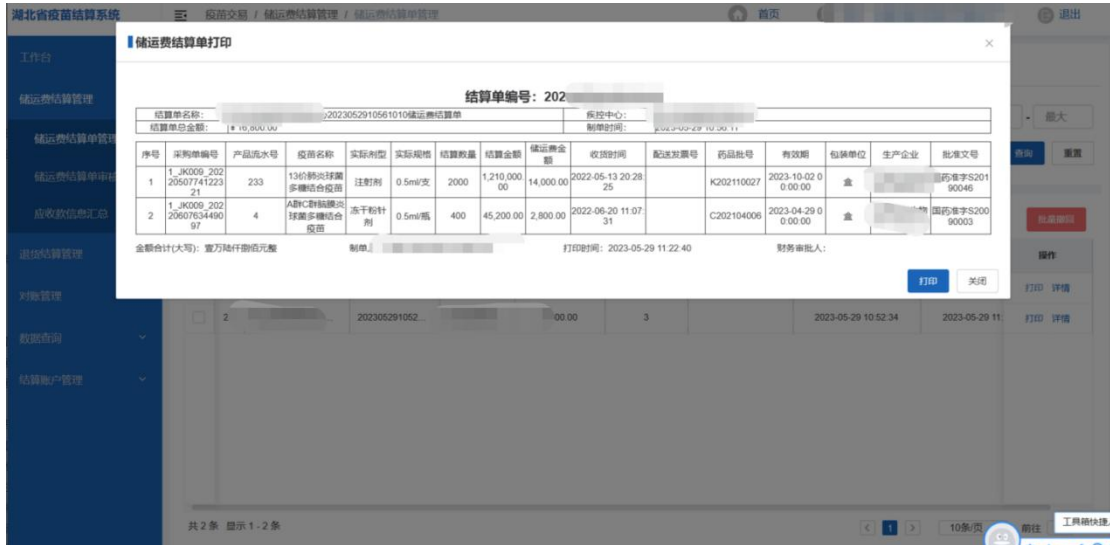 湖北省疫苗结算系统
疫苗交易 / 储运费结算管理 / 储运费结算单管理
首页
退出
工作台
储运费结算管理
储运费结算单管理
储运费结算单审核
应收款信息汇总
退货结算管理
对账管理
数据查询
结算账户管理
储运费结算单打印
×
结算单编号：202
结算单名称： 2023052910561010储运费结算单 疾控中心：
结算单总金额： ¥ 16,800.00 制单时间： 2023-05-29 10:56:11
序号 采购单编号 产品流水号 疫苗名称 实际剂型 实际规格 结算数量 结算金额 储运费金额 收货时间 配送发票号 药品批号 有效期 包装单位 生产企业 批准文号
1 1_JK009_2022050774122321 233 13价肺炎球菌多糖结合疫苗 注射剂 0.5ml/支 2000 1,210,000.00 14,000.00 2022-05-13 20:28:25 K202110027 2023-10-02 00:00:00 盒 国药准字S20190046
2 1_JK009_2022060763449097 4 A群C群脑膜炎球菌多糖结合疫苗 冻干粉针剂 0.5ml/瓶 400 45,200.00 2,800.00 2022-06-20 11:07:31 C202104006 2023-04-29 00:00:00 盒 物 国药准字S20090003
金额合计(大写)：壹万陆仟捌佰元整 制单 打印时间：2023-05-29 11:22:40 财务审批人：
打印 关闭
- 最大
查询 重置
批量撤回
操作
打印 详情
2 202305291052... 00.00 3 2023-05-29 10:52:34 2023-05-29 11: 打印 详情
共 2 条 显示 1 - 2 条
< 1 > 10条/页 前往
工具箱快捷